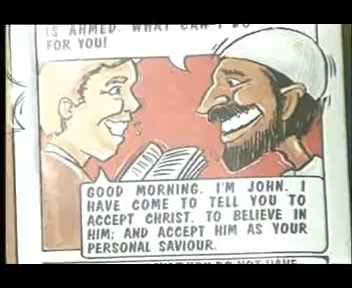 IS AHMED. WHAT CAN I DO
FOR YOU!
GOOD MORNING. I'M JOHN. I
HAVE COME TO TELL YOU TO
ACCEPT CHRIST. TO BELIEVE IN
HIM; AND ACCEPT HIM AS YOUR
PERSONAL SAVIOUR.